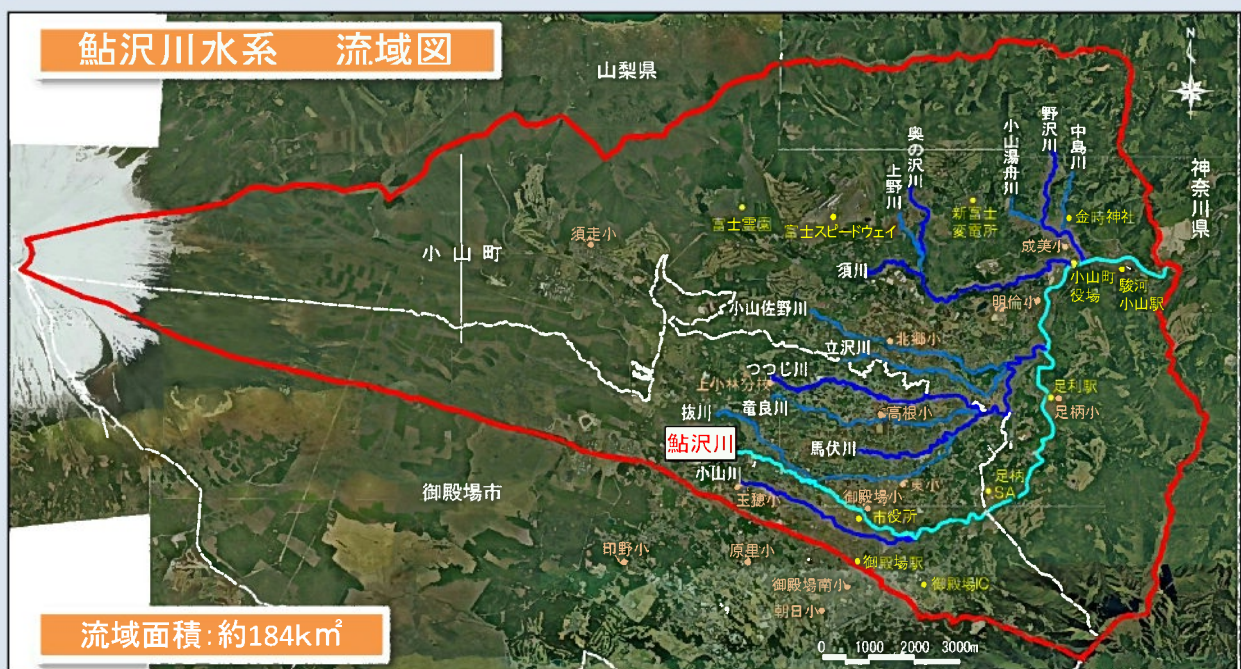 鮎沢川水系　流域図
山梨県
N
神奈川県
奥の沢川
上野川
小山湯舟川
野沢川
中島川
富士霊園
富士スピードウェイ
新富士
変電所
金時神社
成美小
須走小
小山町
須川
小山町
役場
駿河
小山駅
明倫小
小山佐野川
北郷小
立沢川
つつじ川
上小林分校
竜良川
高根小
抜川
足利駅
足柄小
鮎沢川
馬伏川
小山川
玉穂小
東小
足柄
SA
御殿場小
市役所
御殿場市
印野小
原里小
御殿場駅
御殿場南小
御殿場IC
朝日小
流域面積:約184k㎡
0 1000 2000 3000m